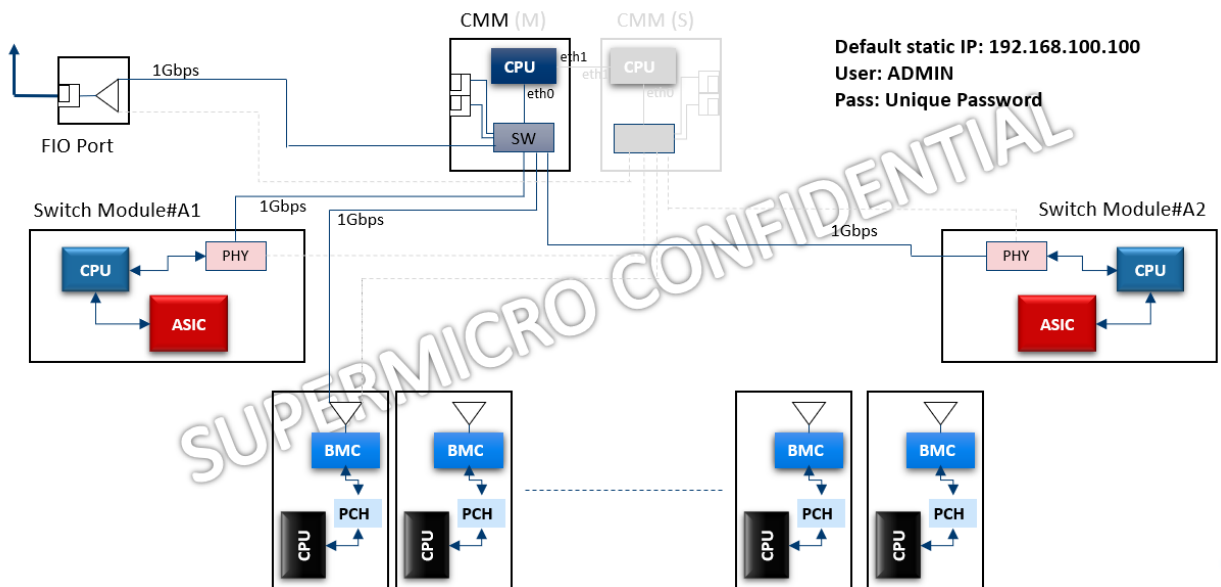 CMM (M)
CMM (S)
Default static IP: 192.168.100.100
User: ADMIN
Pass: Unique Password
CPU
eth1
eth1
CPU
eth0
eth0
1Gbps
SW
FIO Port
Switch Module#A1
1Gbps
1Gbps
1Gbps
Switch Module#A2
PHY
CPU
ASIC
PHY
CPU
ASIC
SUPERMICRO CONFIDENTIAL
BMC
BMC
BMC
BMC
PCH
PCH
PCH
PCH
CPU
CPU
CPU
CPU